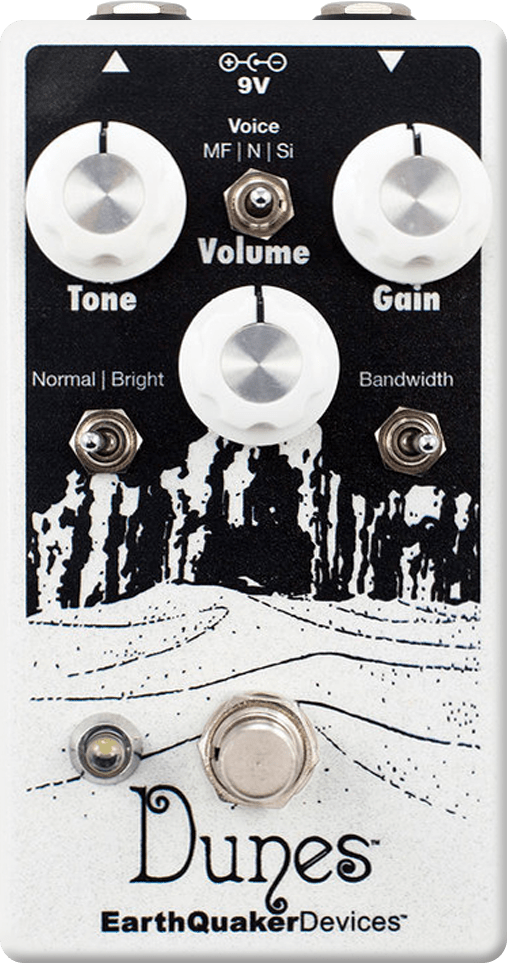 9V
Voice
MF | N | Si
Volume
Tone
Gain
Normal | Bright
Bandwidth
Dunes™
EarthQuakerDevices™